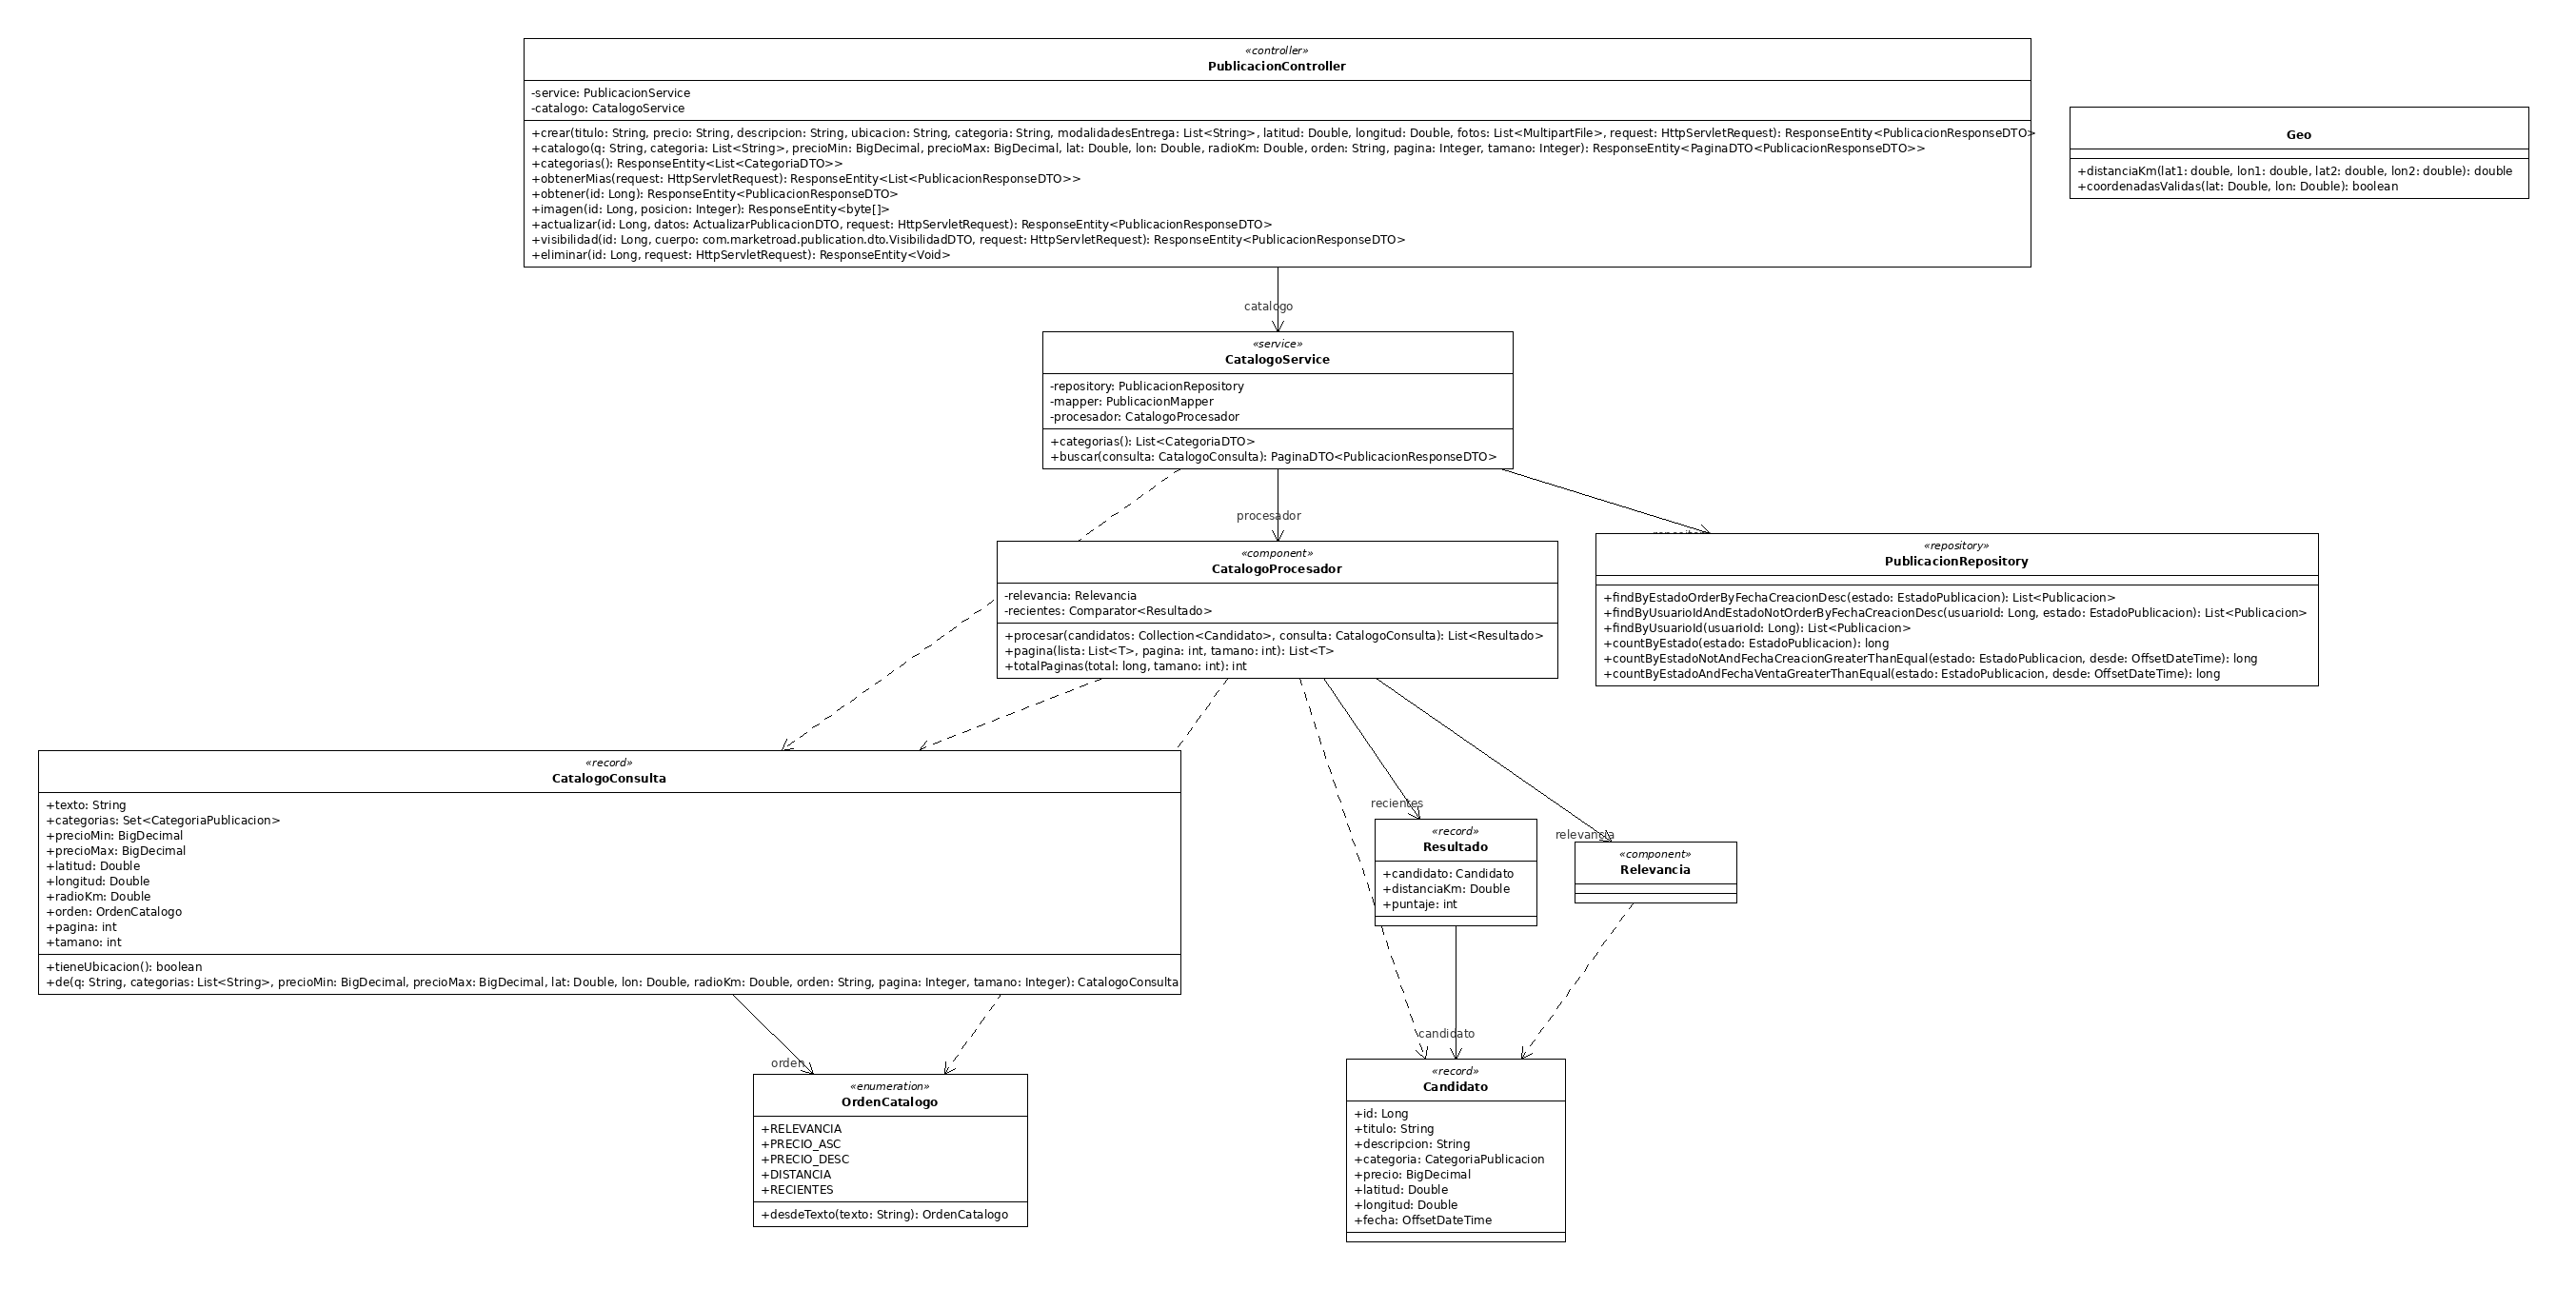 «controller»
PublicacionController
-service: PublicacionService
-catalogo: CatalogoService
+crear(titulo: String, precio: String, descripcion: String, ubicacion: String, categoria: String, modalidadesEntrega: List<String>, latitud: Double, longitud: Double, fotos: List<MultipartFile>, request: HttpServletRequest): ResponseEntity<PublicacionResponseDTO>
+catalogo(q: String, categoria: List<String>, precioMin: BigDecimal, precioMax: BigDecimal, lat: Double, lon: Double, radioKm: Double, orden: String, pagina: Integer, tamano: Integer): ResponseEntity<PaginaDTO<PublicacionResponseDTO>>
+categorias(): ResponseEntity<List<CategoriaDTO>>
+obtenerMias(request: HttpServletRequest): ResponseEntity<List<PublicacionResponseDTO>>
+obtener(id: Long): ResponseEntity<PublicacionResponseDTO>
+imagen(id: Long, posicion: Integer): ResponseEntity<byte[]>
+actualizar(id: Long, datos: ActualizarPublicacionDTO, request: HttpServletRequest): ResponseEntity<PublicacionResponseDTO>
+visibilidad(id: Long, cuerpo: com.marketroad.publication.dto.VisibilidadDTO, request: HttpServletRequest): ResponseEntity<PublicacionResponseDTO>
+eliminar(id: Long, request: HttpServletRequest): ResponseEntity<Void>
Geo
+distanciaKm(lat1: double, lon1: double, lat2: double, lon2: double): double
+coordenadasValidas(lat: Double, lon: Double): boolean
catalogo
«service»
CatalogoService
-repository: PublicacionRepository
-mapper: PublicacionMapper
-procesador: CatalogoProcesador
+categorias(): List<CategoriaDTO>
+buscar(consulta: CatalogoConsulta): PaginaDTO<PublicacionResponseDTO>
procesador
«component»
CatalogoProcesador
-relevancia: Relevancia
-recientes: Comparator<Resultado>
+procesar(candidatos: Collection<Candidato>, consulta: CatalogoConsulta): List<Resultado>
+pagina(lista: List<T>, pagina: int, tamano: int): List<T>
+totalPaginas(total: long, tamano: int): int
«repository»
PublicacionRepository
+findByEstadoOrderByFechaCreacionDesc(estado: EstadoPublicacion): List<Publicacion>
+findByUsuarioIdAndEstadoNotOrderByFechaCreacionDesc(usuarioId: Long, estado: EstadoPublicacion): List<Publicacion>
+findByUsuarioId(usuarioId: Long): List<Publicacion>
+countByEstado(estado: EstadoPublicacion): long
+countByEstadoNotAndFechaCreacionGreaterThanEqual(estado: EstadoPublicacion, desde: OffsetDateTime): long
+countByEstadoAndFechaVentaGreaterThanEqual(estado: EstadoPublicacion, desde: OffsetDateTime): long
«record»
CatalogoConsulta
+texto: String
+categorias: Set<CategoriaPublicacion>
+precioMin: BigDecimal
+precioMax: BigDecimal
+latitud: Double
+longitud: Double
+radioKm: Double
+orden: OrdenCatalogo
+pagina: int
+tamano: int
+tieneUbicacion(): boolean
+de(q: String, categorias: List<String>, precioMin: BigDecimal, precioMax: BigDecimal, lat: Double, lon: Double, radioKm: Double, orden: String, pagina: Integer, tamano: Integer): CatalogoConsulta
recientes
«record»
Resultado
+candidato: Candidato
+distanciaKm: Double
+puntaje: int
relevancia
«component»
Relevancia
orden
«enumeration»
OrdenCatalogo
+RELEVANCIA
+PRECIO_ASC
+PRECIO_DESC
+DISTANCIA
+RECIENTES
+desdeTexto(texto: String): OrdenCatalogo
candidato
«record»
Candidato
+id: Long
+titulo: String
+descripcion: String
+categoria: CategoriaPublicacion
+precio: BigDecimal
+latitud: Double
+longitud: Double
+fecha: OffsetDateTime